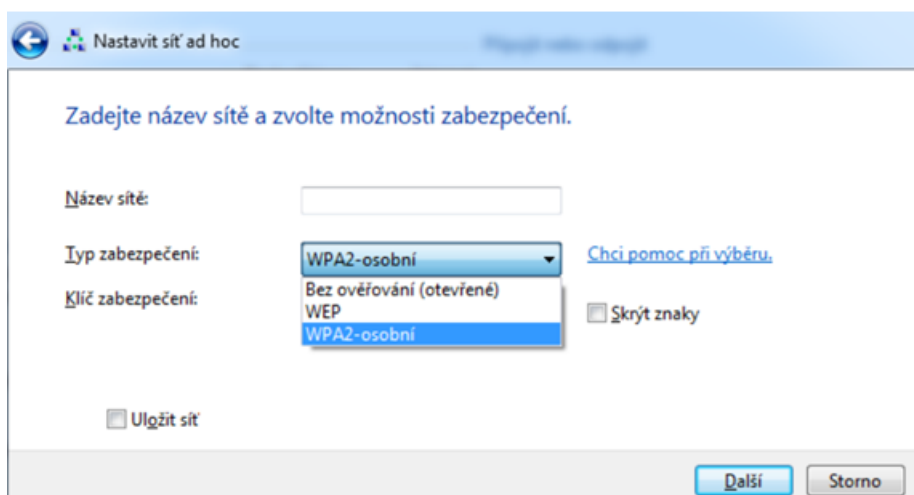 Nastavit síť ad hoc
Zadejte název sítě a zvolte možnosti zabezpečení.
Název sítě:
Typ zabezpečení: WPA2-osobní Chci pomoc při výběru.
Bez ověřování (otevřené)
Klíč zabezpečení: WEP Skrýt znaky
WPA2-osobní
Uložit síť
Další Storno